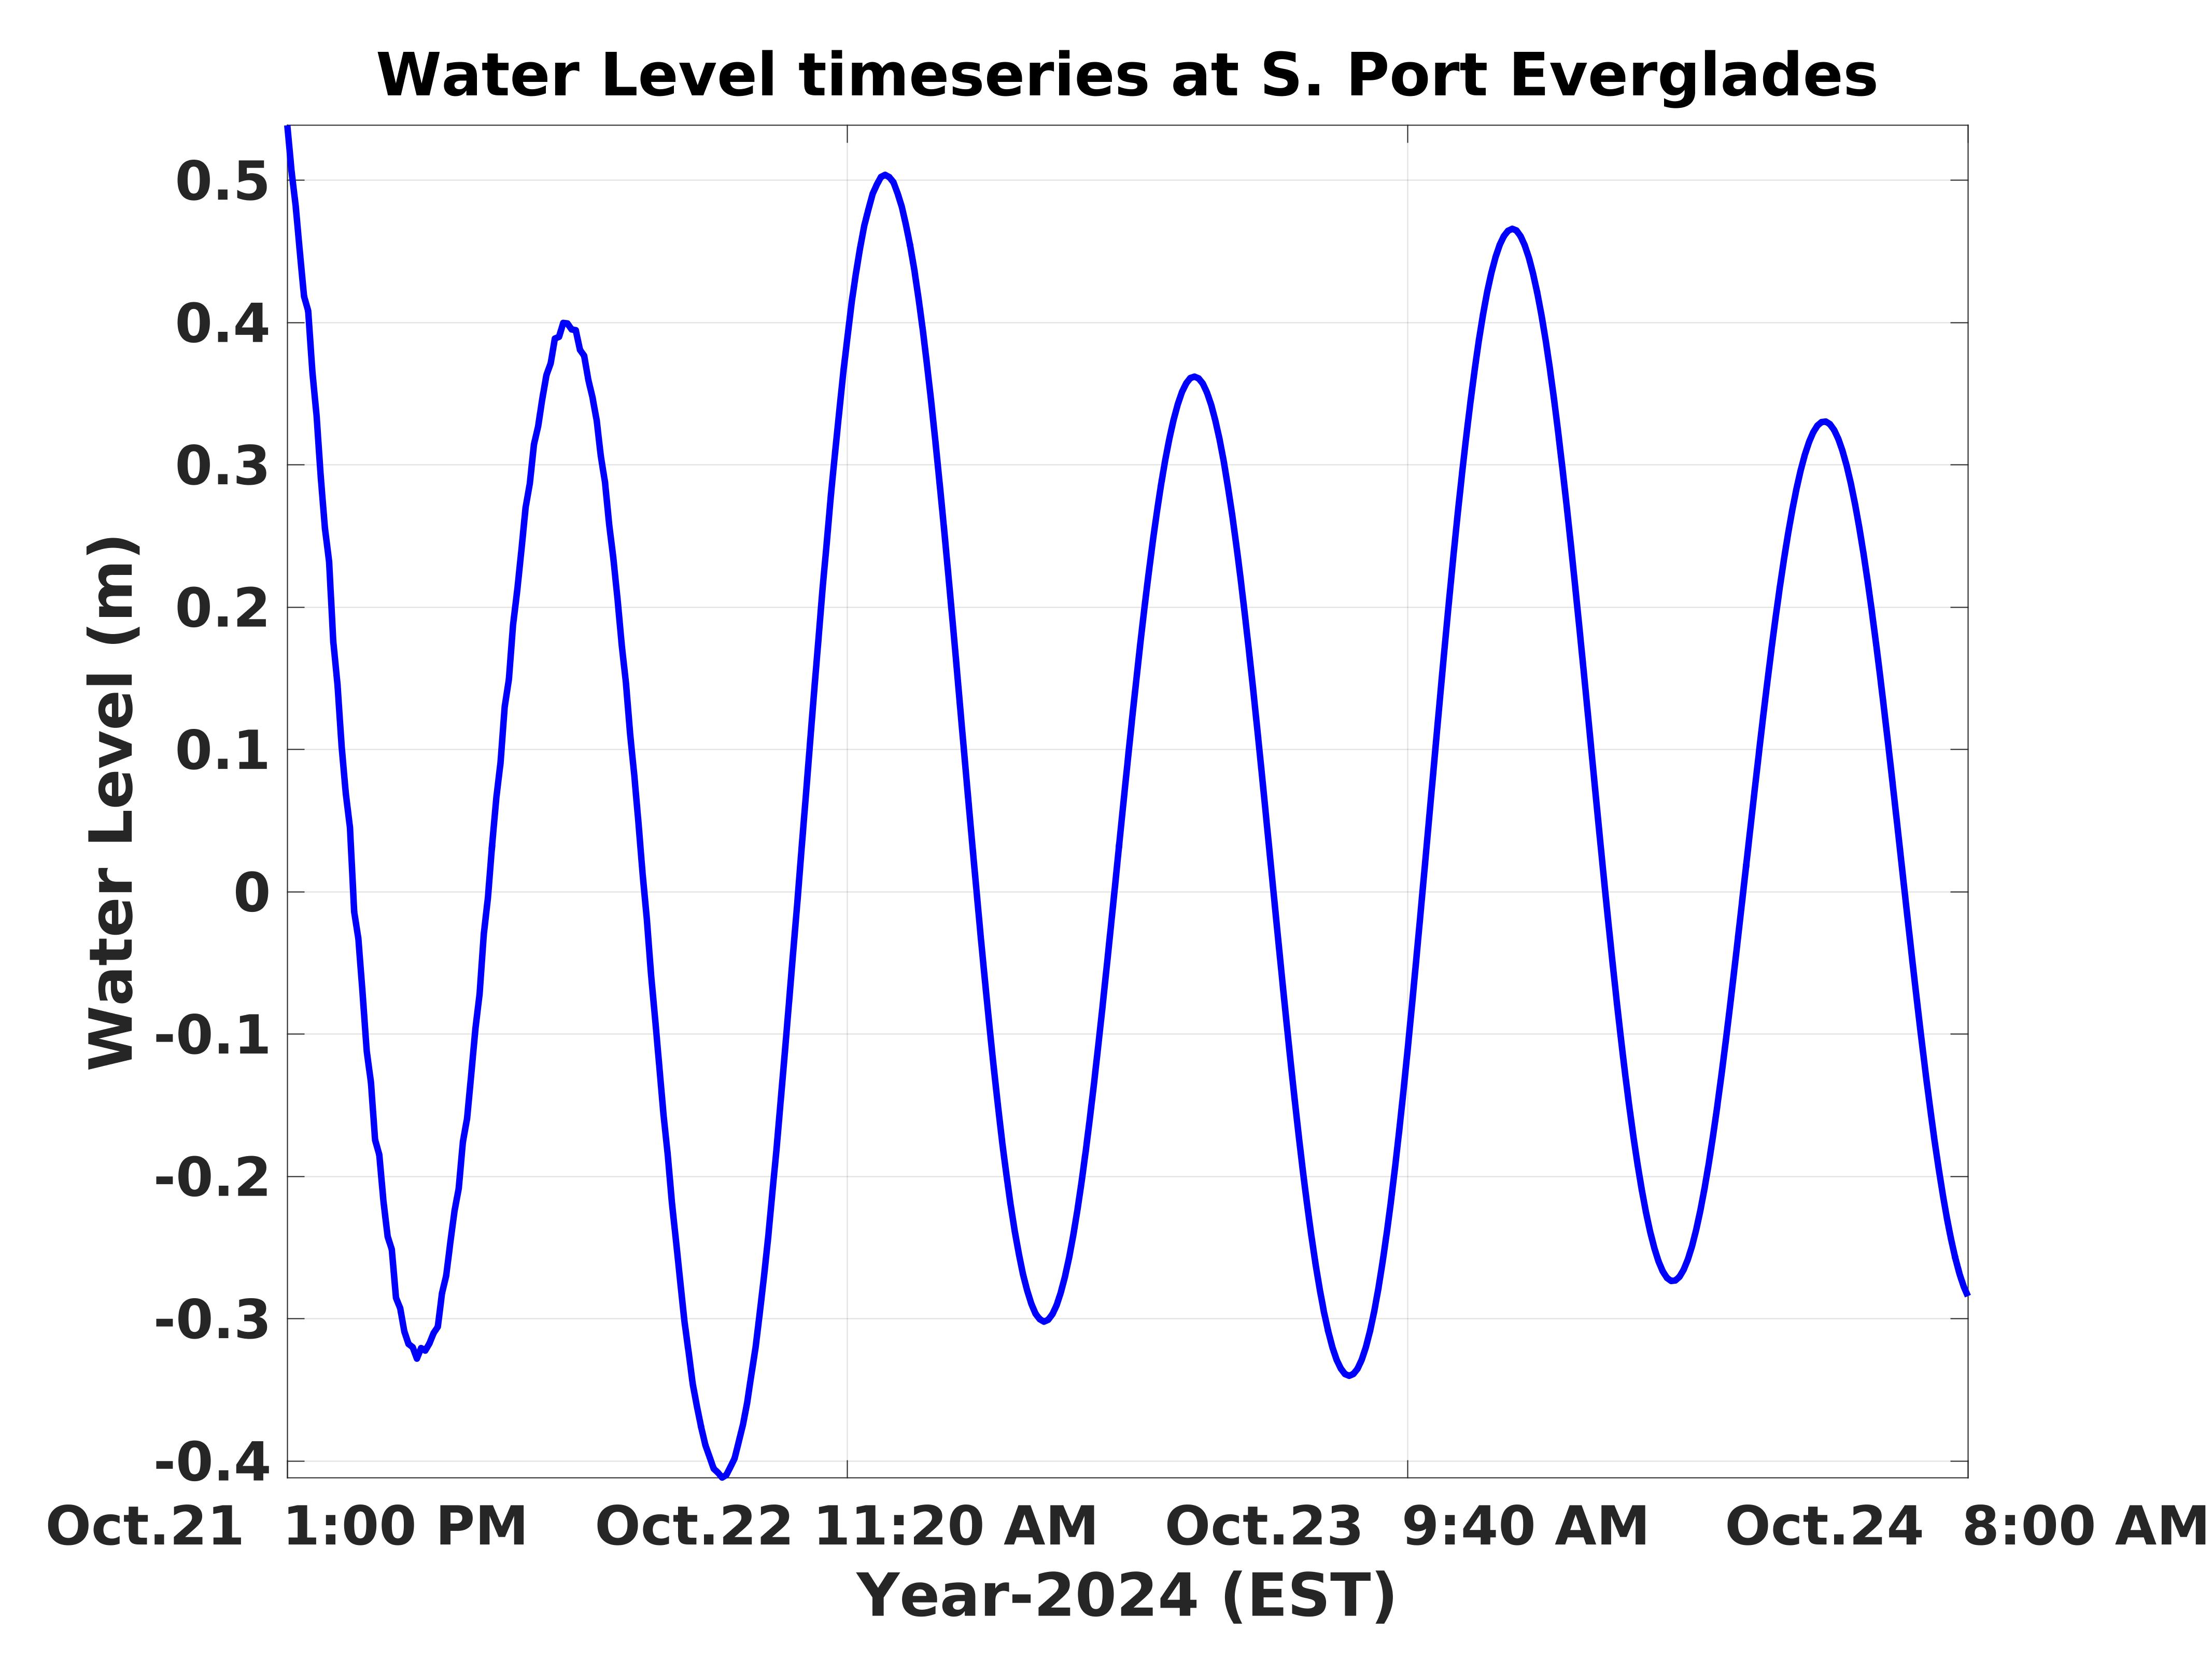 Water Level timeseries at S. Port Everglades
0.5
0.4
0.3
0.2
0.1
0
-0.1
-0.2
-0.3
-0.4
Water Level (m)
Oct.21 1:00 PM Oct.22 11:20 AM Oct.23 9:40 AM Oct.24 8:00 AM
Year-2024 (EST)